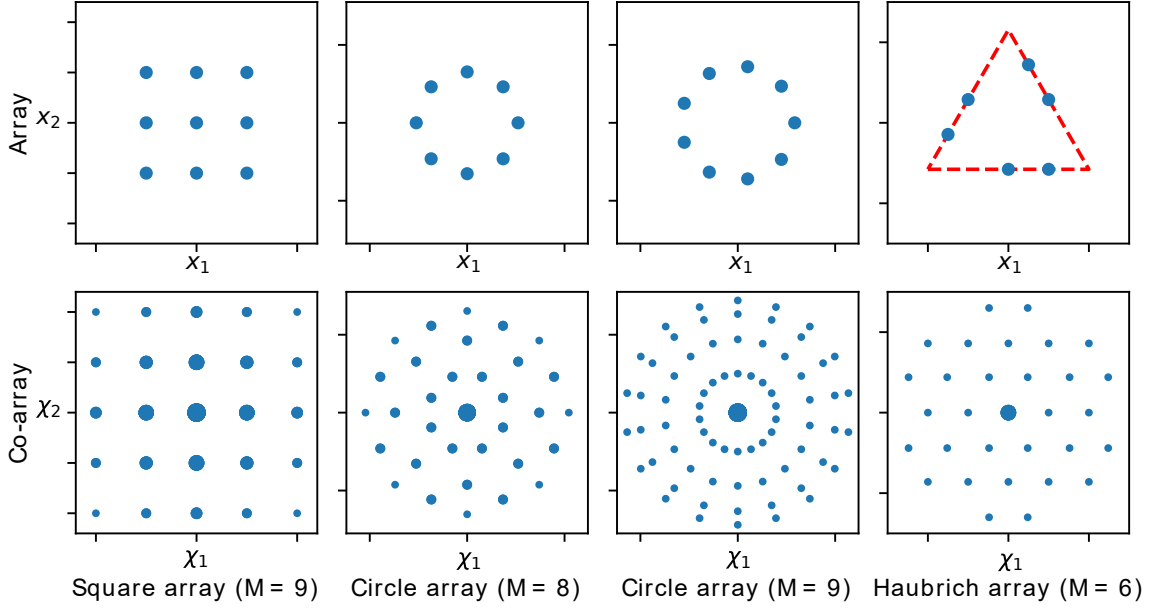 Array
x₂
x₁
x₁
x₁
x₁
Co-array
χ₂
χ₁
χ₁
χ₁
χ₁
Square array (M = 9)
Circle array (M = 8)
Circle array (M = 9)
Haubrich array (M = 6)